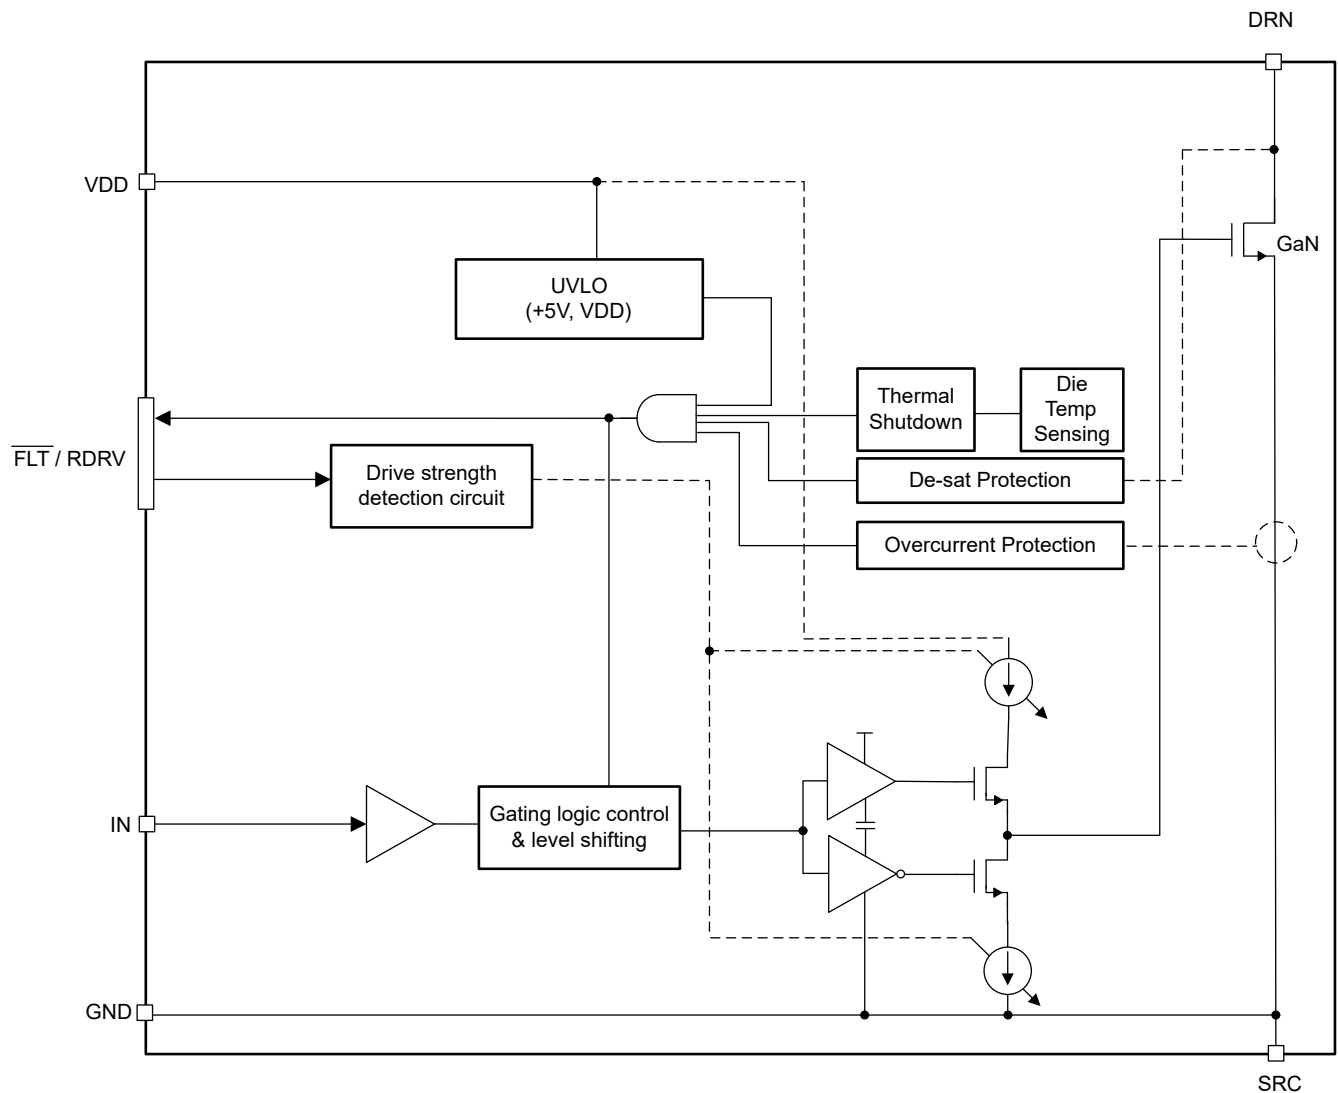 DRN
VDD
GaN
UVLO
(+5V, VDD)
Thermal
Shutdown
Die
Temp
Sensing
FLT / RDRV
Drive strength
detection circuit
De-sat Protection
Overcurrent Protection
IN
Gating logic control
& level shifting
GND
SRC